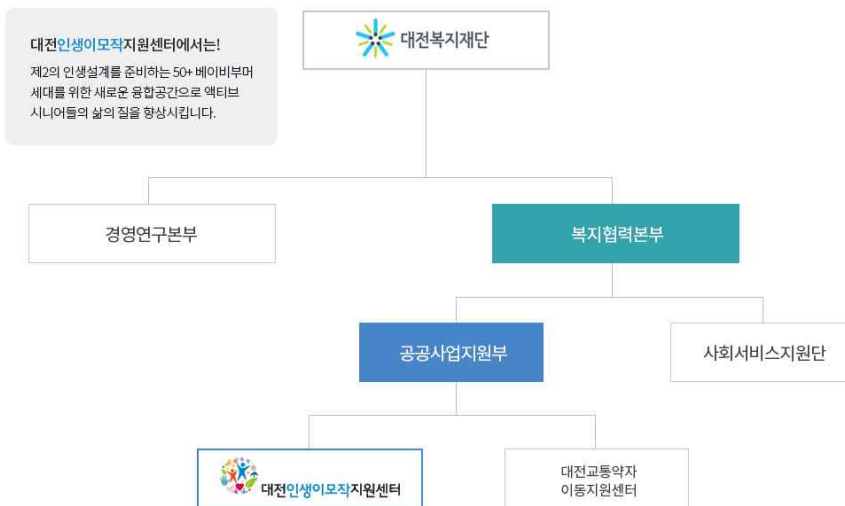 대전인생이모작지원센터에서는!
제2의 인생설계를 준비하는 50+ 베이비부머
세대를 위한 새로운 융합공간으로 액티브
시니어들의 삶의 질을 향상시킵니다.
대전복지재단
경영연구본부
복지협력본부
공공사업지원부
사회서비스지원단
대전인생이모작지원센터
대전교통약자
이동지원센터